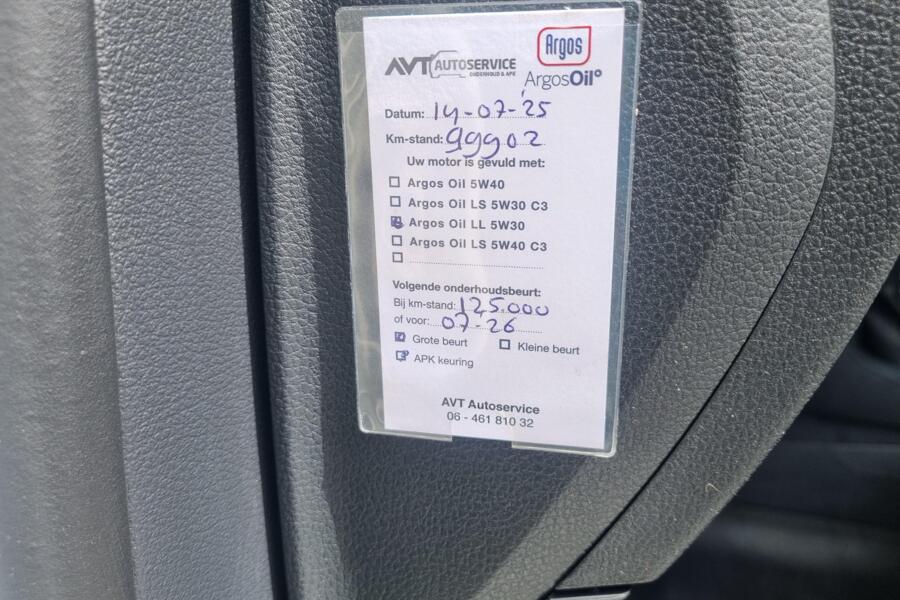 AVT AUTOSERVICE
ONDERHOUD & APK
Argos
ArgosOil
Datum: 14-07-'25
Km-stand: 99902
Uw motor is gevuld met:
Argos Oil 5W40
Argos Oil LS 5W30 C3
Argos Oil LL 5W30
Argos Oil LS 5W40 C3
Volgende onderhoudsbeurt:
Bij km-stand: 125.000
of voor: 07-26
Grote beurt Kleine beurt
APK keuring
AVT Autoservice
06 - 461 810 32